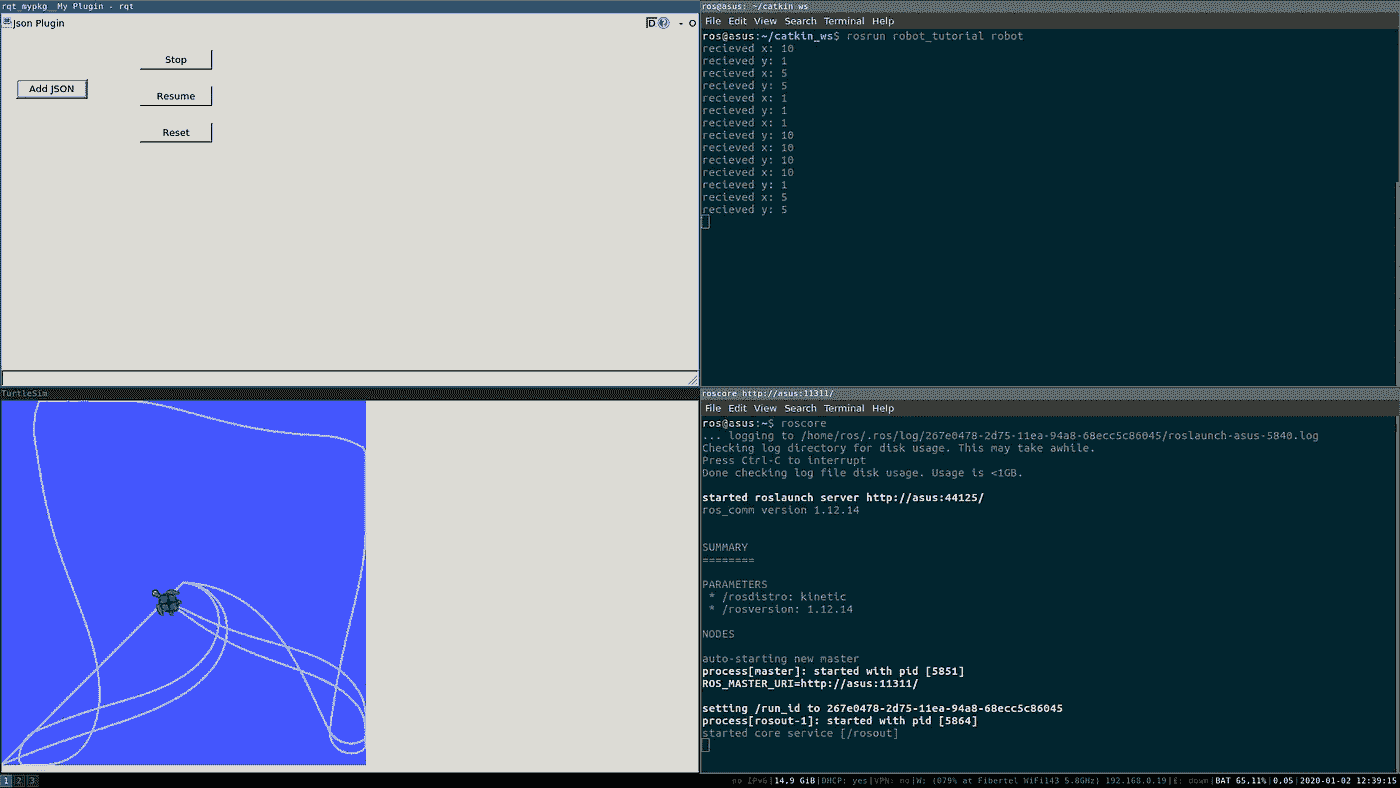 rqt_mypkg__My Plugin - rqt
Json Plugin
D
- O
Stop
Add JSON
Resume
Reset
ros@asus: ~/catkin_ws
File Edit View Search Terminal Help
ros@asus:~/catkin_ws$ rosrun robot_tutorial robot
recieved x: 10
recieved y: 1
recieved x: 5
recieved y: 5
recieved x: 1
recieved y: 1
recieved x: 1
recieved y: 10
recieved x: 10
recieved y: 10
recieved x: 10
recieved y: 1
recieved x: 5
recieved y: 5
TurtleSim
roscore http://asus:11311/
File Edit View Search Terminal Help
ros@asus:~$ roscore
... logging to /home/ros/.ros/log/267e0478-2d75-11ea-94a8-68ecc5c86045/roslaunch-asus-5840.log
Checking log directory for disk usage. This may take awhile.
Press Ctrl-C to interrupt
Done checking log file disk usage. Usage is <1GB.
started roslaunch server http://asus:44125/
ros_comm version 1.12.14
SUMMARY
========
PARAMETERS
* /rosdistro: kinetic
* /rosversion: 1.12.14
NODES
auto-starting new master
process[master]: started with pid [5851]
ROS_MASTER_URI=http://asus:11311/
setting /run_id to 267e0478-2d75-11ea-94a8-68ecc5c86045
process[rosout-1]: started with pid [5864]
started core service [/rosout]
1 2 3
no IPv6|14,9 GiB|DHCP: yes|VPN: no|W: (079% at Fibertel WiFi143 5.8GHz) 192.168.0.19|E: down|BAT 65,11%|0,05|2020-01-02 12:39:15